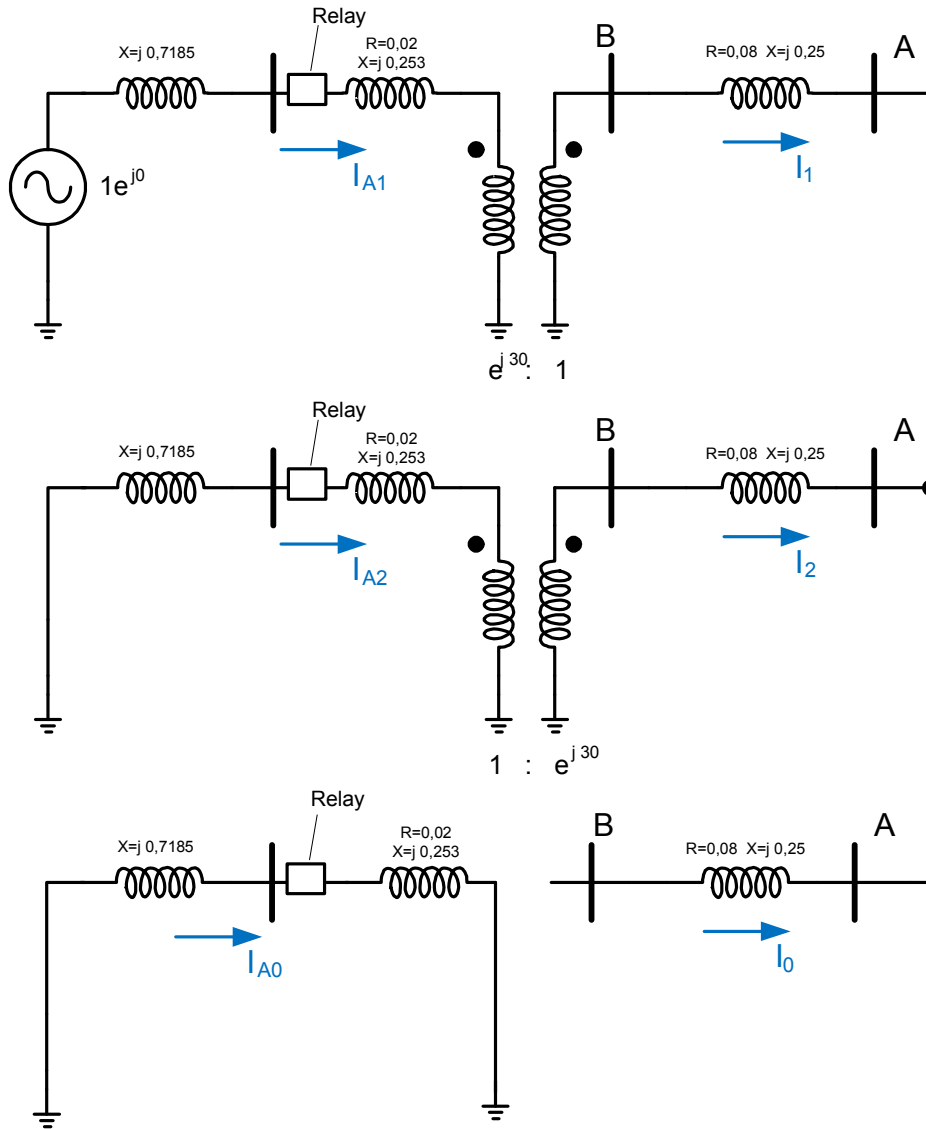 Relay
X=j 0,7185
R=0,02
X=j 0,253
B
R=0,08 X=j 0,25
A
1e^j0
I_A1
I_1
e^j 30 : 1
Relay
X=j 0,7185
R=0,02
X=j 0,253
B
R=0,08 X=j 0,25
A
I_A2
I_2
1 : e^j 30
Relay
X=j 0,7185
R=0,02
X=j 0,253
B
R=0,08 X=j 0,25
A
I_A0
I_0